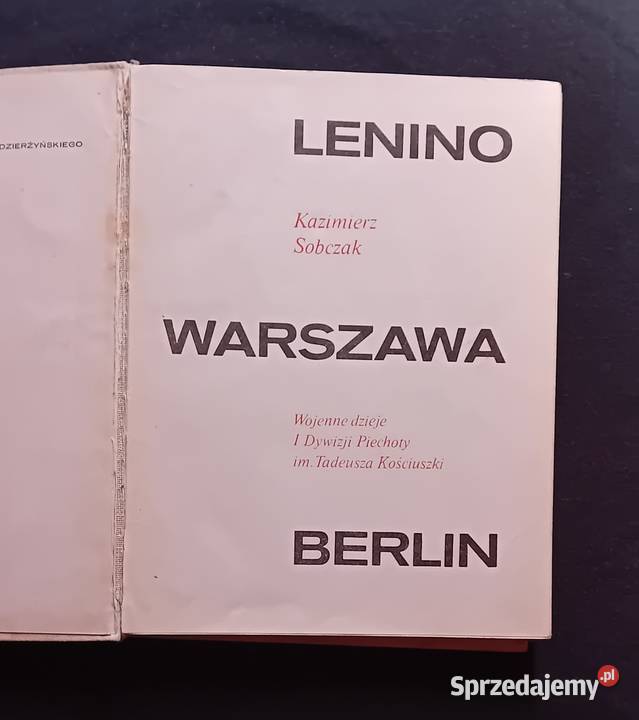 DZIERŻYŃSKIEGO
LENINO
Kazimierz
Sobczak
WARSZAWA
Wojenne dzieje
I Dywizji Piechoty
im. Tadeusza Kościuszki
BERLIN
Sprzedajemy.pl